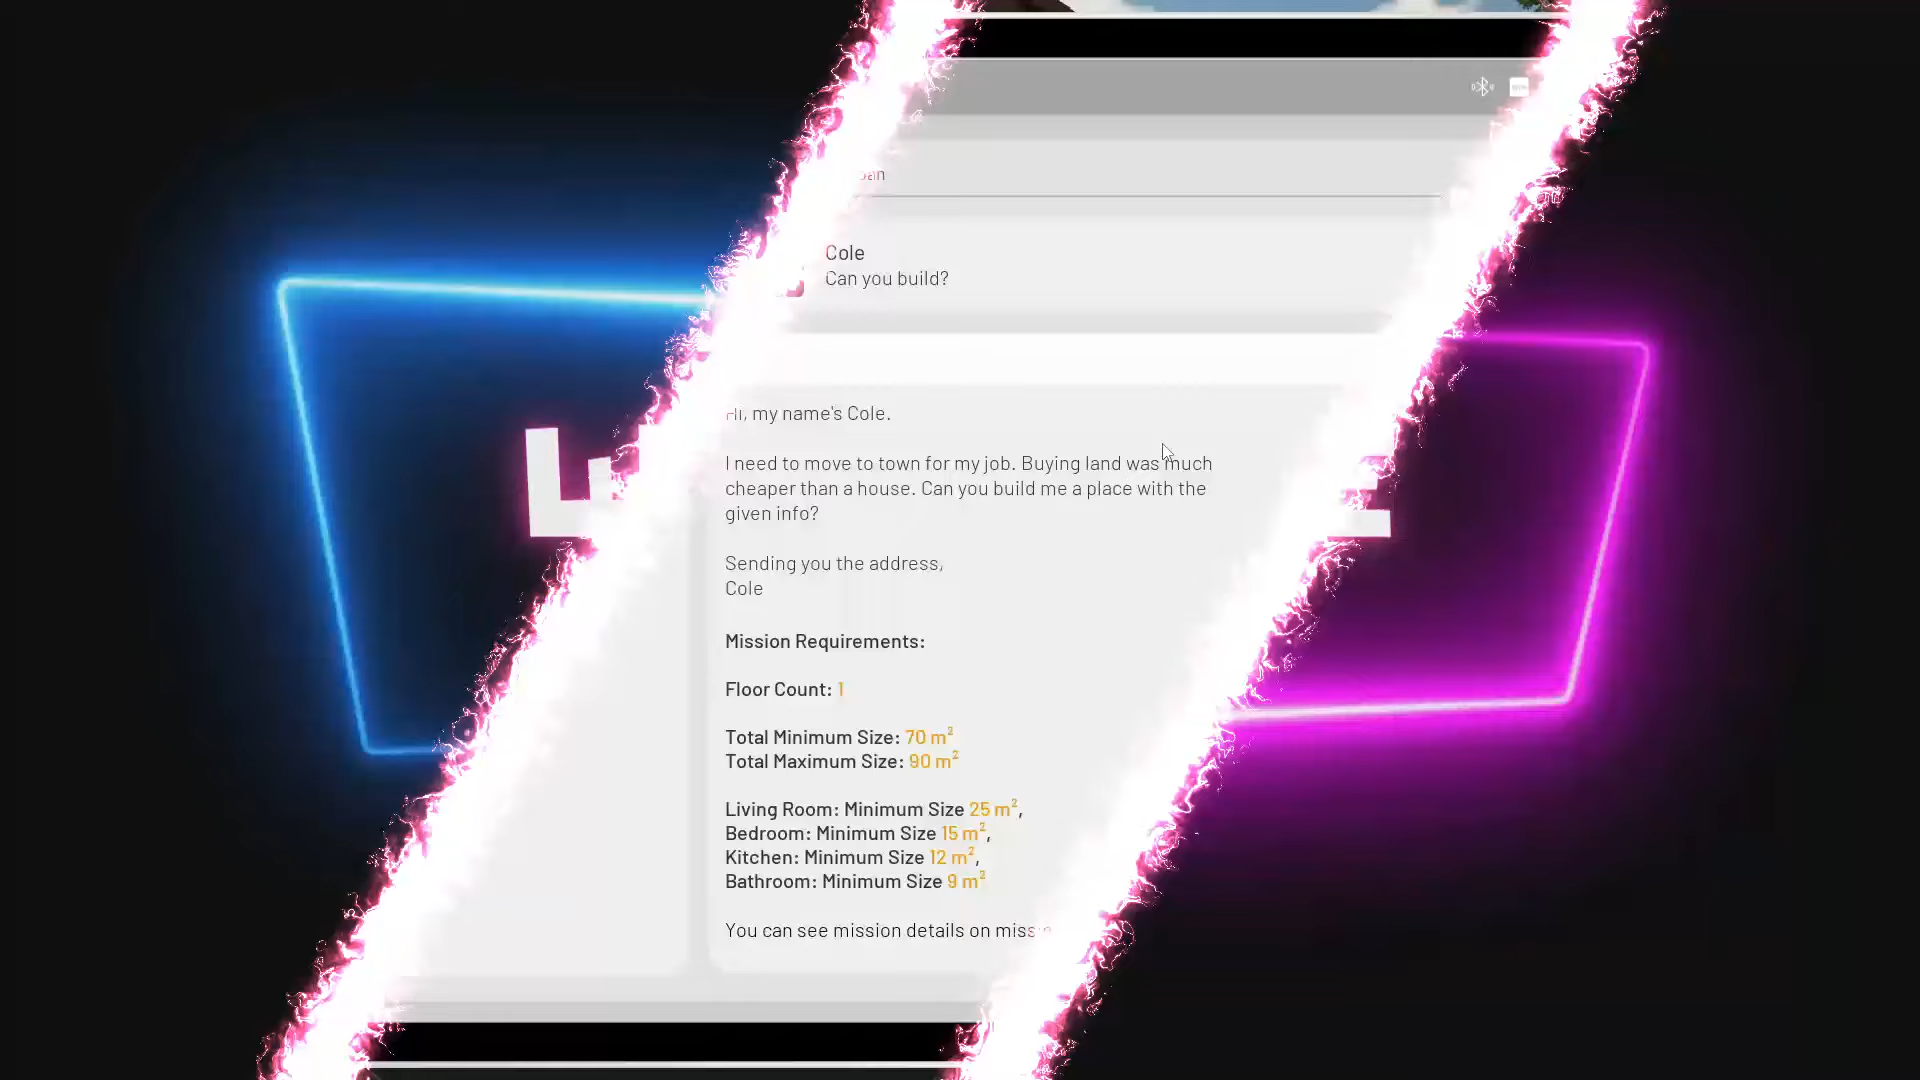 Cole
Can you build?
Hi, my name's Cole.
I need to move to town for my job. Buying land was much
cheaper than a house. Can you build me a place with the
given info?
Sending you the address,
Cole
Mission Requirements:
Floor Count: 1
Total Minimum Size: 70 m²
Total Maximum Size: 90 m²
Living Room: Minimum Size 25 m²,
Bedroom: Minimum Size 15 m²,
Kitchen: Minimum Size 12 m²,
Bathroom: Minimum Size 9 m²
You can see mission details on